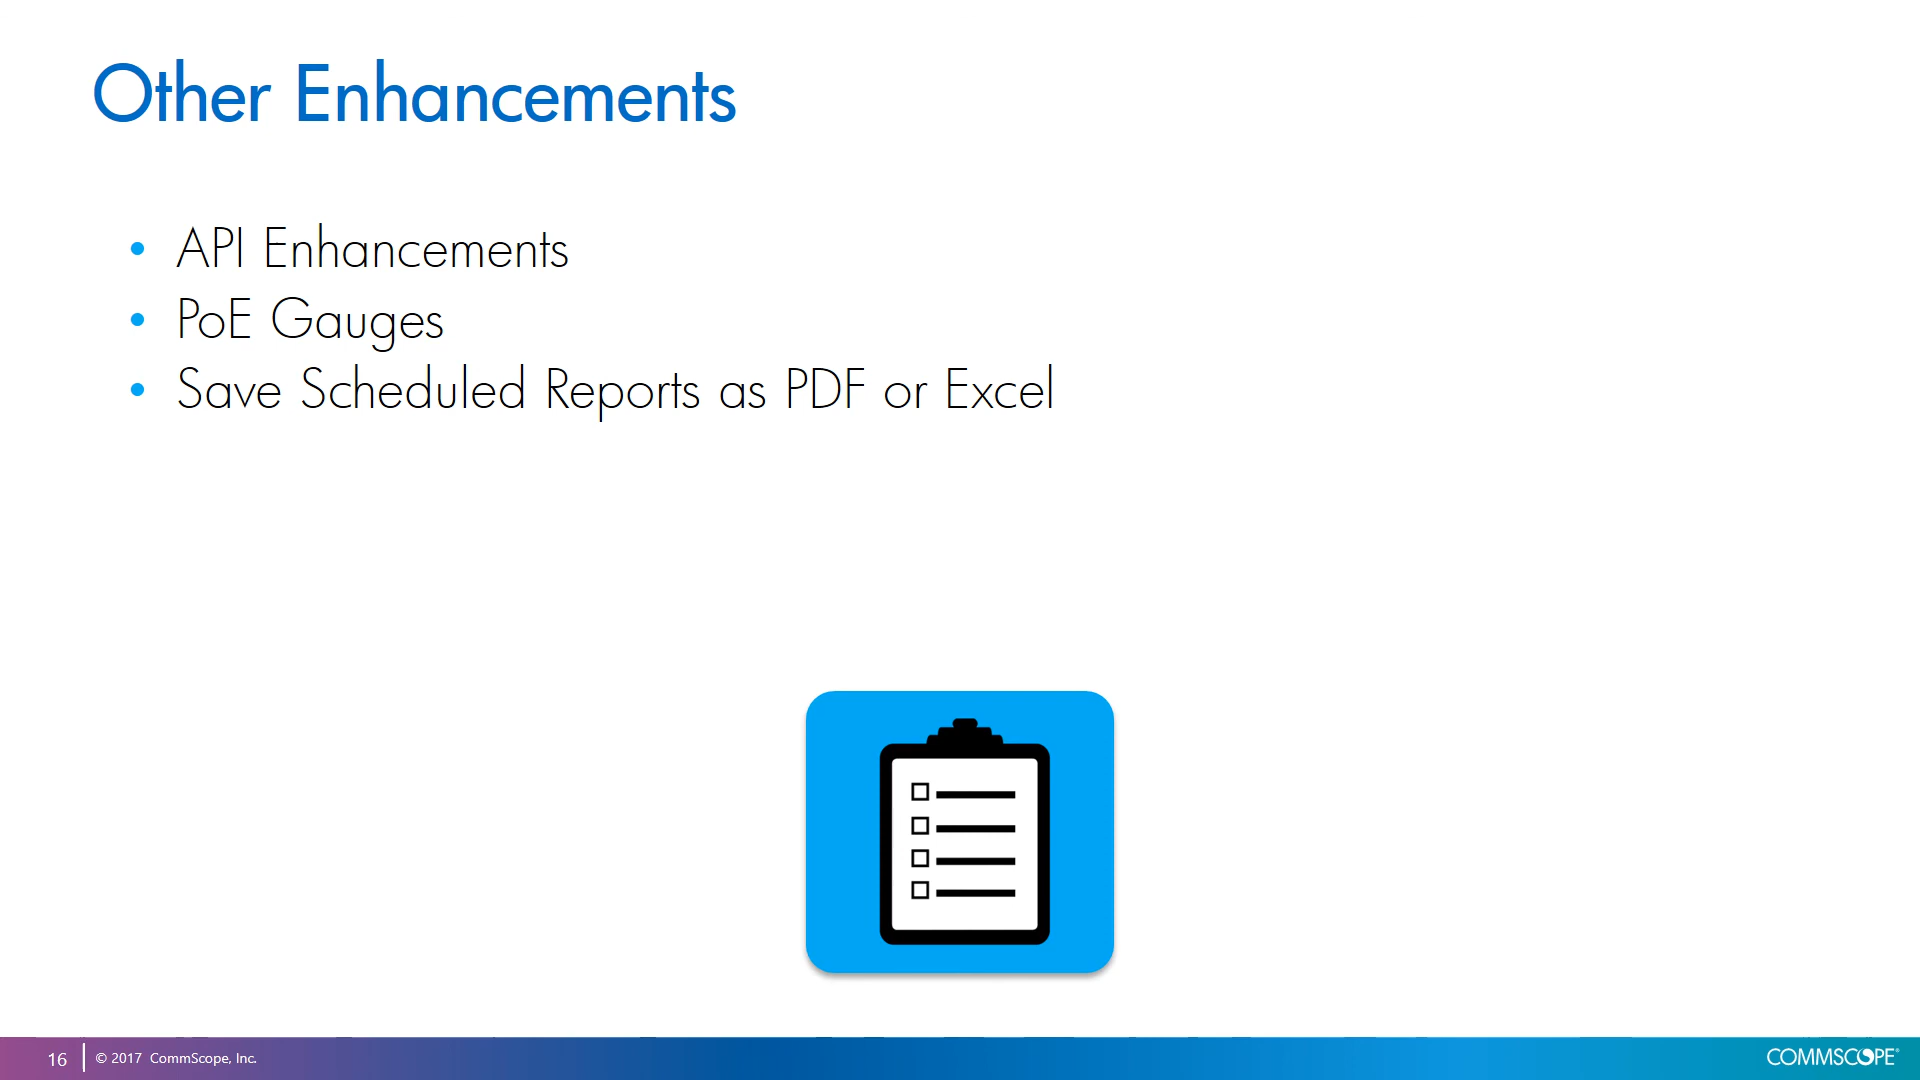 Other Enhancements
• API Enhancements
• PoE Gauges
• Save Scheduled Reports as PDF or Excel
16 © 2017 CommScope, Inc.
COMMSCOPE®